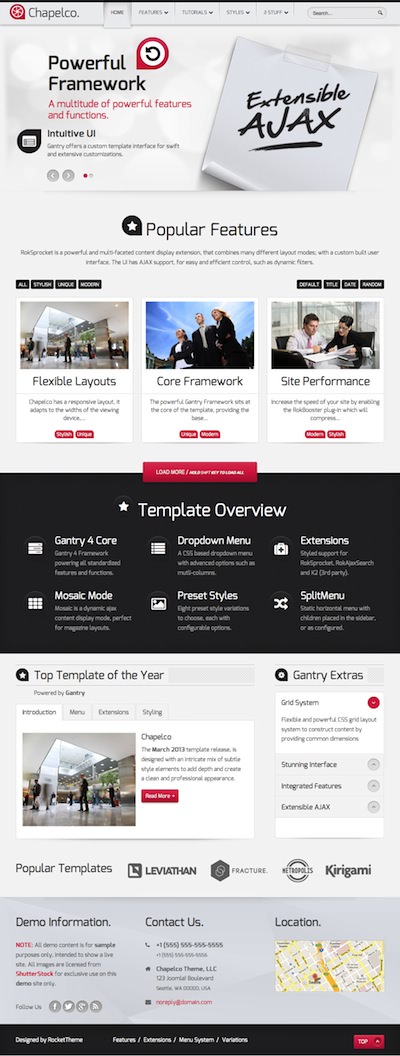 Chapelco.
HOME FEATURES TUTORIALS STYLES 2 STUFF Search...
Powerful
Framework
A multitude of powerful features
and functions.
Intuitive UI
Gantry offers a custom template interface for swift
and extensive customizations.
Extensible
AJAX
Popular Features
RokSprocket is a powerful and multi-faceted content display extension, that combines many different layout modes; with a custom built user
interface. The UI has AJAX support, for easy and efficient control, such as dynamic filters.
ALL STYLISH UNIQUE MODERN
DEFAULT TITLE DATE RANDOM
Flexible Layouts
Chapelco has a responsive layout, it
adapts to the widths of the viewing
device,...
Stylish Unique
Core Framework
The powerful Gantry Framework sits at
the core of the template, providing the
base...
Unique Modern
Site Performance
Increase the speed of your site by enabling
the RokBooster plug-in which will
compress,...
Modern Stylish
LOAD MORE / HOLD SHIFT KEY TO LOAD ALL
Template Overview
Gantry 4 Core
Gantry 4 Framework
powering all standardized
features and functions.
Dropdown Menu
A CSS based dropdown menu
with advanced options such as
multi-columns.
Extensions
Styled support for
RokSprocket, RokAjaxSearch
and K2 (3rd party).
Mosaic Mode
Mosaic is a dynamic ajax
content display mode, perfect
for magazine layouts.
Preset Styles
Eight preset style variations
to choose, each with
configurable options.
SplitMenu
Static horizontal menu with
children placed in the sidebar,
or as configured.
Top Template of the Year
Powered by Gantry
Introduction Menu Extensions Styling
Chapelco
The March 2013 template release, is
designed with an intricate mix of subtle
style elements to add depth and create
a clean and professional appearance.
Read More »
Gantry Extras
Grid System
Flexible and powerful CSS grid layout
system to construct content by
providing common dimensions
Stunning Interface
Integrated Features
Extensible AJAX
Popular Templates LEVIATHAN FRACTURE. METROPOLIS Kirigami
Demo Information.
NOTE: All demo content is for sample
purposes only, intended to show a live
site. All images are licensed from
ShutterStock for exclusive use on this
demo site only.
Follow Us
Contact Us.
+1 (555) 555-555-5555
+1 (555) 555-555-5556
Chapelco Theme, LLC
123 Joomla! Boulevard
Seattle, WA 00000, USA
noreply@domain.com
Location.
Designed by RocketTheme
Features / Extensions / Menu System / Variations
TOP